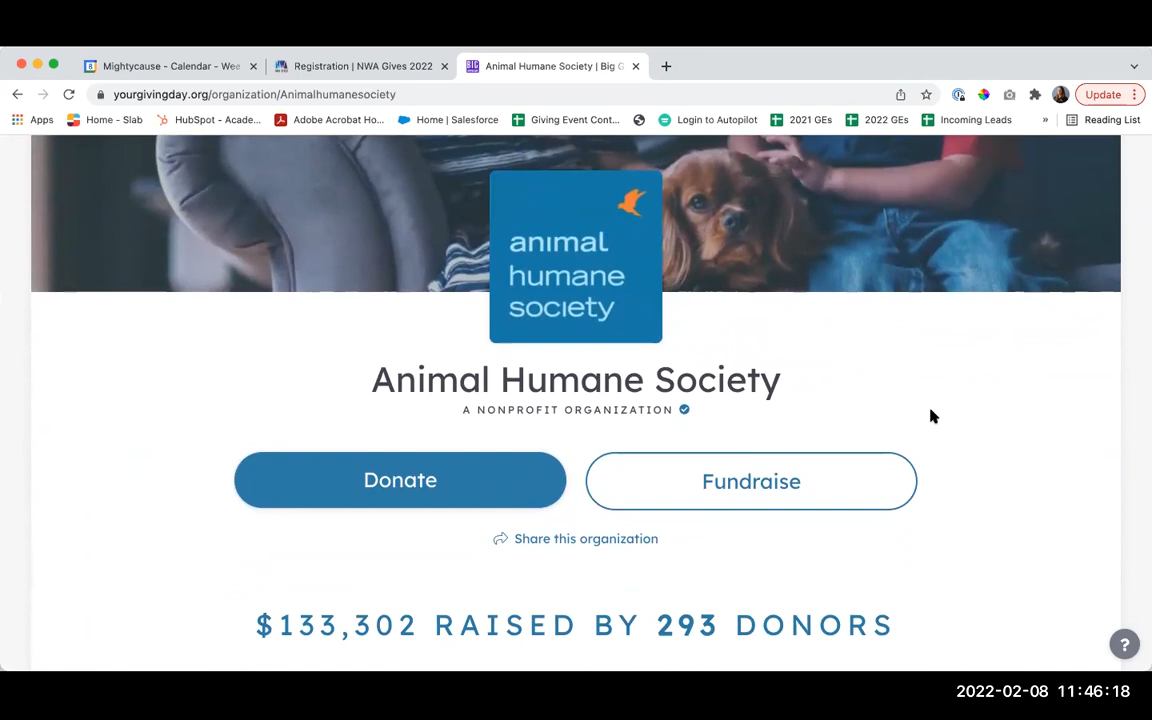 Mightycause - Calendar - Wee
Registration | NWA Gives 2022
Animal Humane Society | Big G
yourgivingday.org/organization/Animalhumanesociety
Update
Apps
Home - Slab
HubSpot - Acade...
Adobe Acrobat Ho...
Home | Salesforce
Giving Event Cont...
Login to Autopilot
2021 GEs
2022 GEs
Incoming Leads
»
Reading List
animal
humane
society
Animal Humane Society
A NONPROFIT ORGANIZATION
Donate
Fundraise
Share this organization
$133,302 RAISED BY 293 DONORS
?
2022-02-08 11:46:18